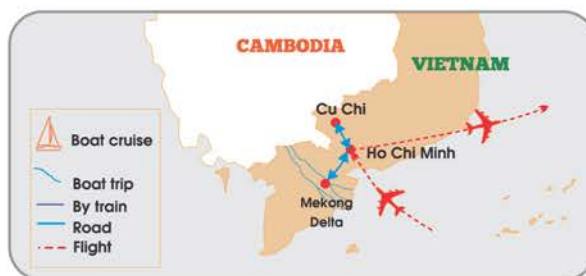 CAMBODIA
VIETNAM
Cu Chi
Ho Chi Minh
Mekong
Delta
Boat cruise
Boat trip
By train
Road
Flight